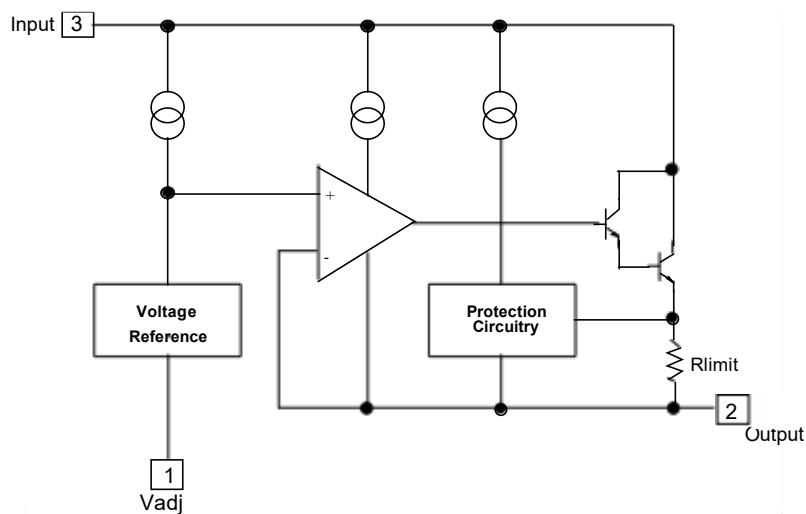 Input 3
+
-
Voltage
Reference
Protection
Circuitry
Rlimit
2
Output
1
Vadj